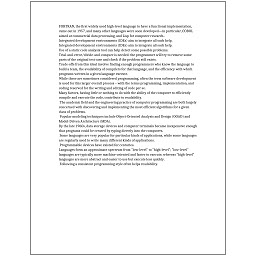 FORTRAN, the first widely used high-level language to have a functional implementation,
came out in 1957, and many other languages were soon developed—in particular, COBOL
aimed at commercial data processing, and Lisp for computer research.
Integrated development environments (IDEs) aim to integrate all such help.
Integrated development environments (IDEs) aim to integrate all such help.
Use of a static code analysis tool can help detect some possible problems.
Trial-and-error/divide-and-conquer is needed: the programmer will try to remove some
parts of the original test case and check if the problem still exists.
Trade-offs from this ideal involve finding enough programmers who know the language to
build a team, the availability of compilers for that language, and the efficiency with which
programs written in a given language execute.
While these are sometimes considered programming, often the term software development
is used for this larger overall process – with the terms programming, implementation, and
coding reserved for the writing and editing of code per se.
Many factors, having little or nothing to do with the ability of the computer to efficiently
compile and execute the code, contribute to readability.
The academic field and the engineering practice of computer programming are both largely
concerned with discovering and implementing the most efficient algorithms for a given
class of problems.
Popular modeling techniques include Object-Oriented Analysis and Design (OOAD) and
Model-Driven Architecture (MDA).
By the late 1960s, data storage devices and computer terminals became inexpensive enough
that programs could be created by typing directly into the computers.
Some languages are very popular for particular kinds of applications, while some languages
are regularly used to write many different kinds of applications.
Programmable devices have existed for centuries.
Languages form an approximate spectrum from "low-level" to "high-level"; "low-level"
languages are typically more machine-oriented and faster to execute, whereas "high-level"
languages are more abstract and easier to use but execute less quickly.
Following a consistent programming style often helps readability.